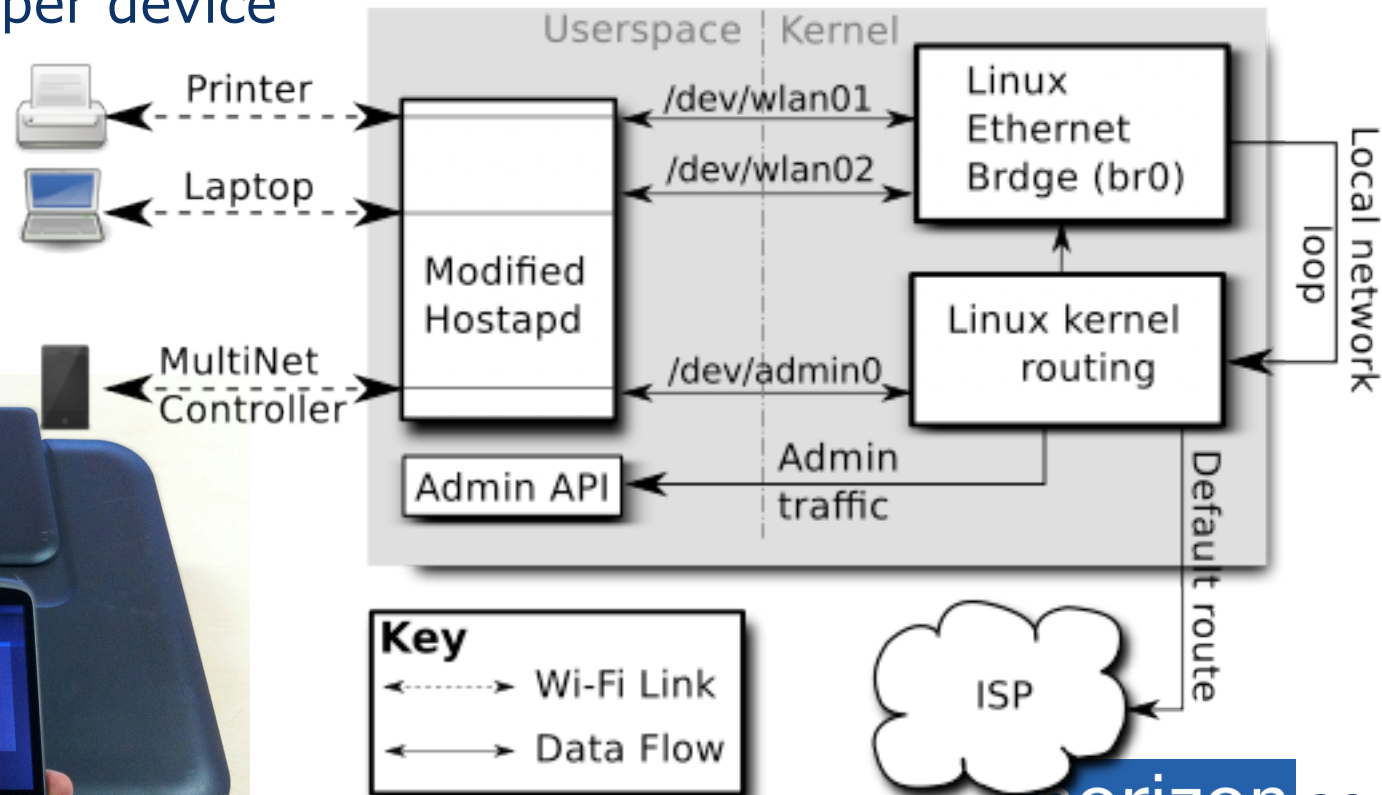 per device
Userspace
Kernel
Printer
/dev/wlan01
Linux
Ethernet
Brdge (br0)
Laptop
/dev/wlan02
Local network
loop
Modified
Hostapd
Linux kernel
routing
MultiNet
Controller
/dev/admin0
Admin API
Admin
traffic
Default route
Key
Wi-Fi Link
Data Flow
ISP